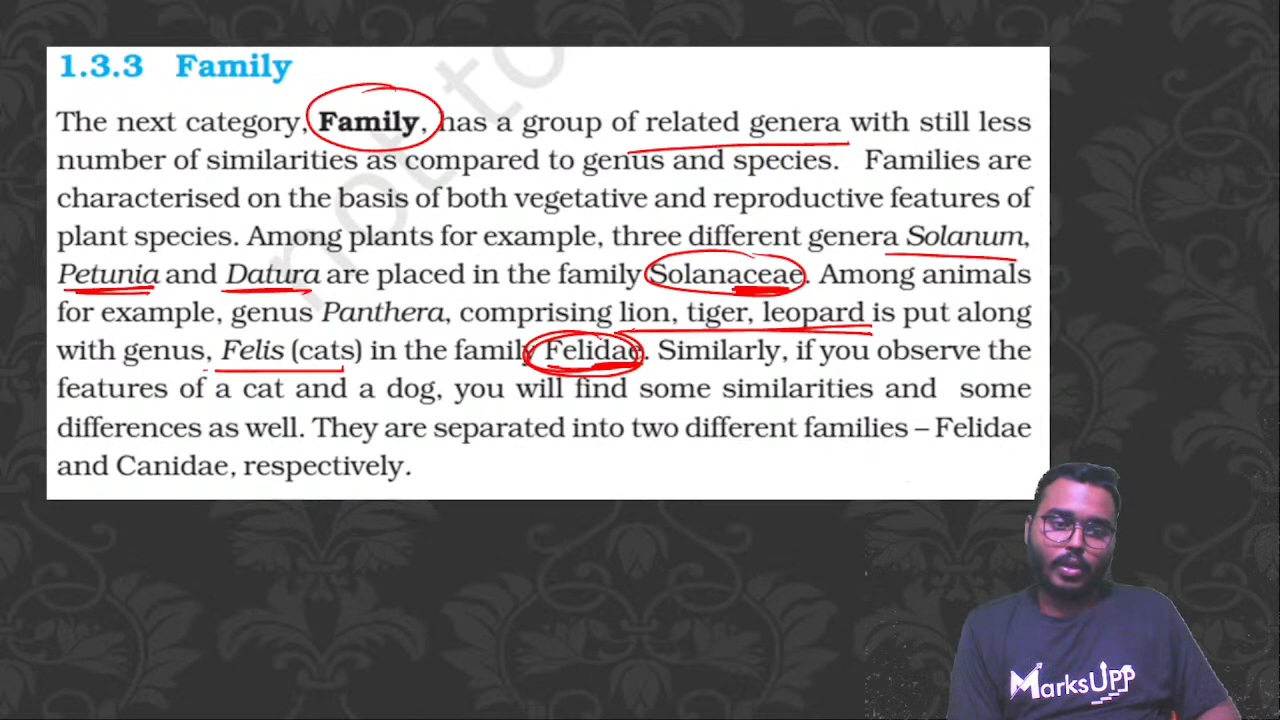 1.3.3 Family
The next category, Family, has a group of related genera with still less
number of similarities as compared to genus and species. Families are
characterised on the basis of both vegetative and reproductive features of
plant species. Among plants for example, three different genera Solanum,
Petunia and Datura are placed in the family Solanaceae. Among animals
for example, genus Panthera, comprising lion, tiger, leopard is put along
with genus, Felis (cats) in the family Felidae. Similarly, if you observe the
features of a cat and a dog, you will find some similarities and some
differences as well. They are separated into two different families – Felidae
and Canidae, respectively.
not to
MarksUPP